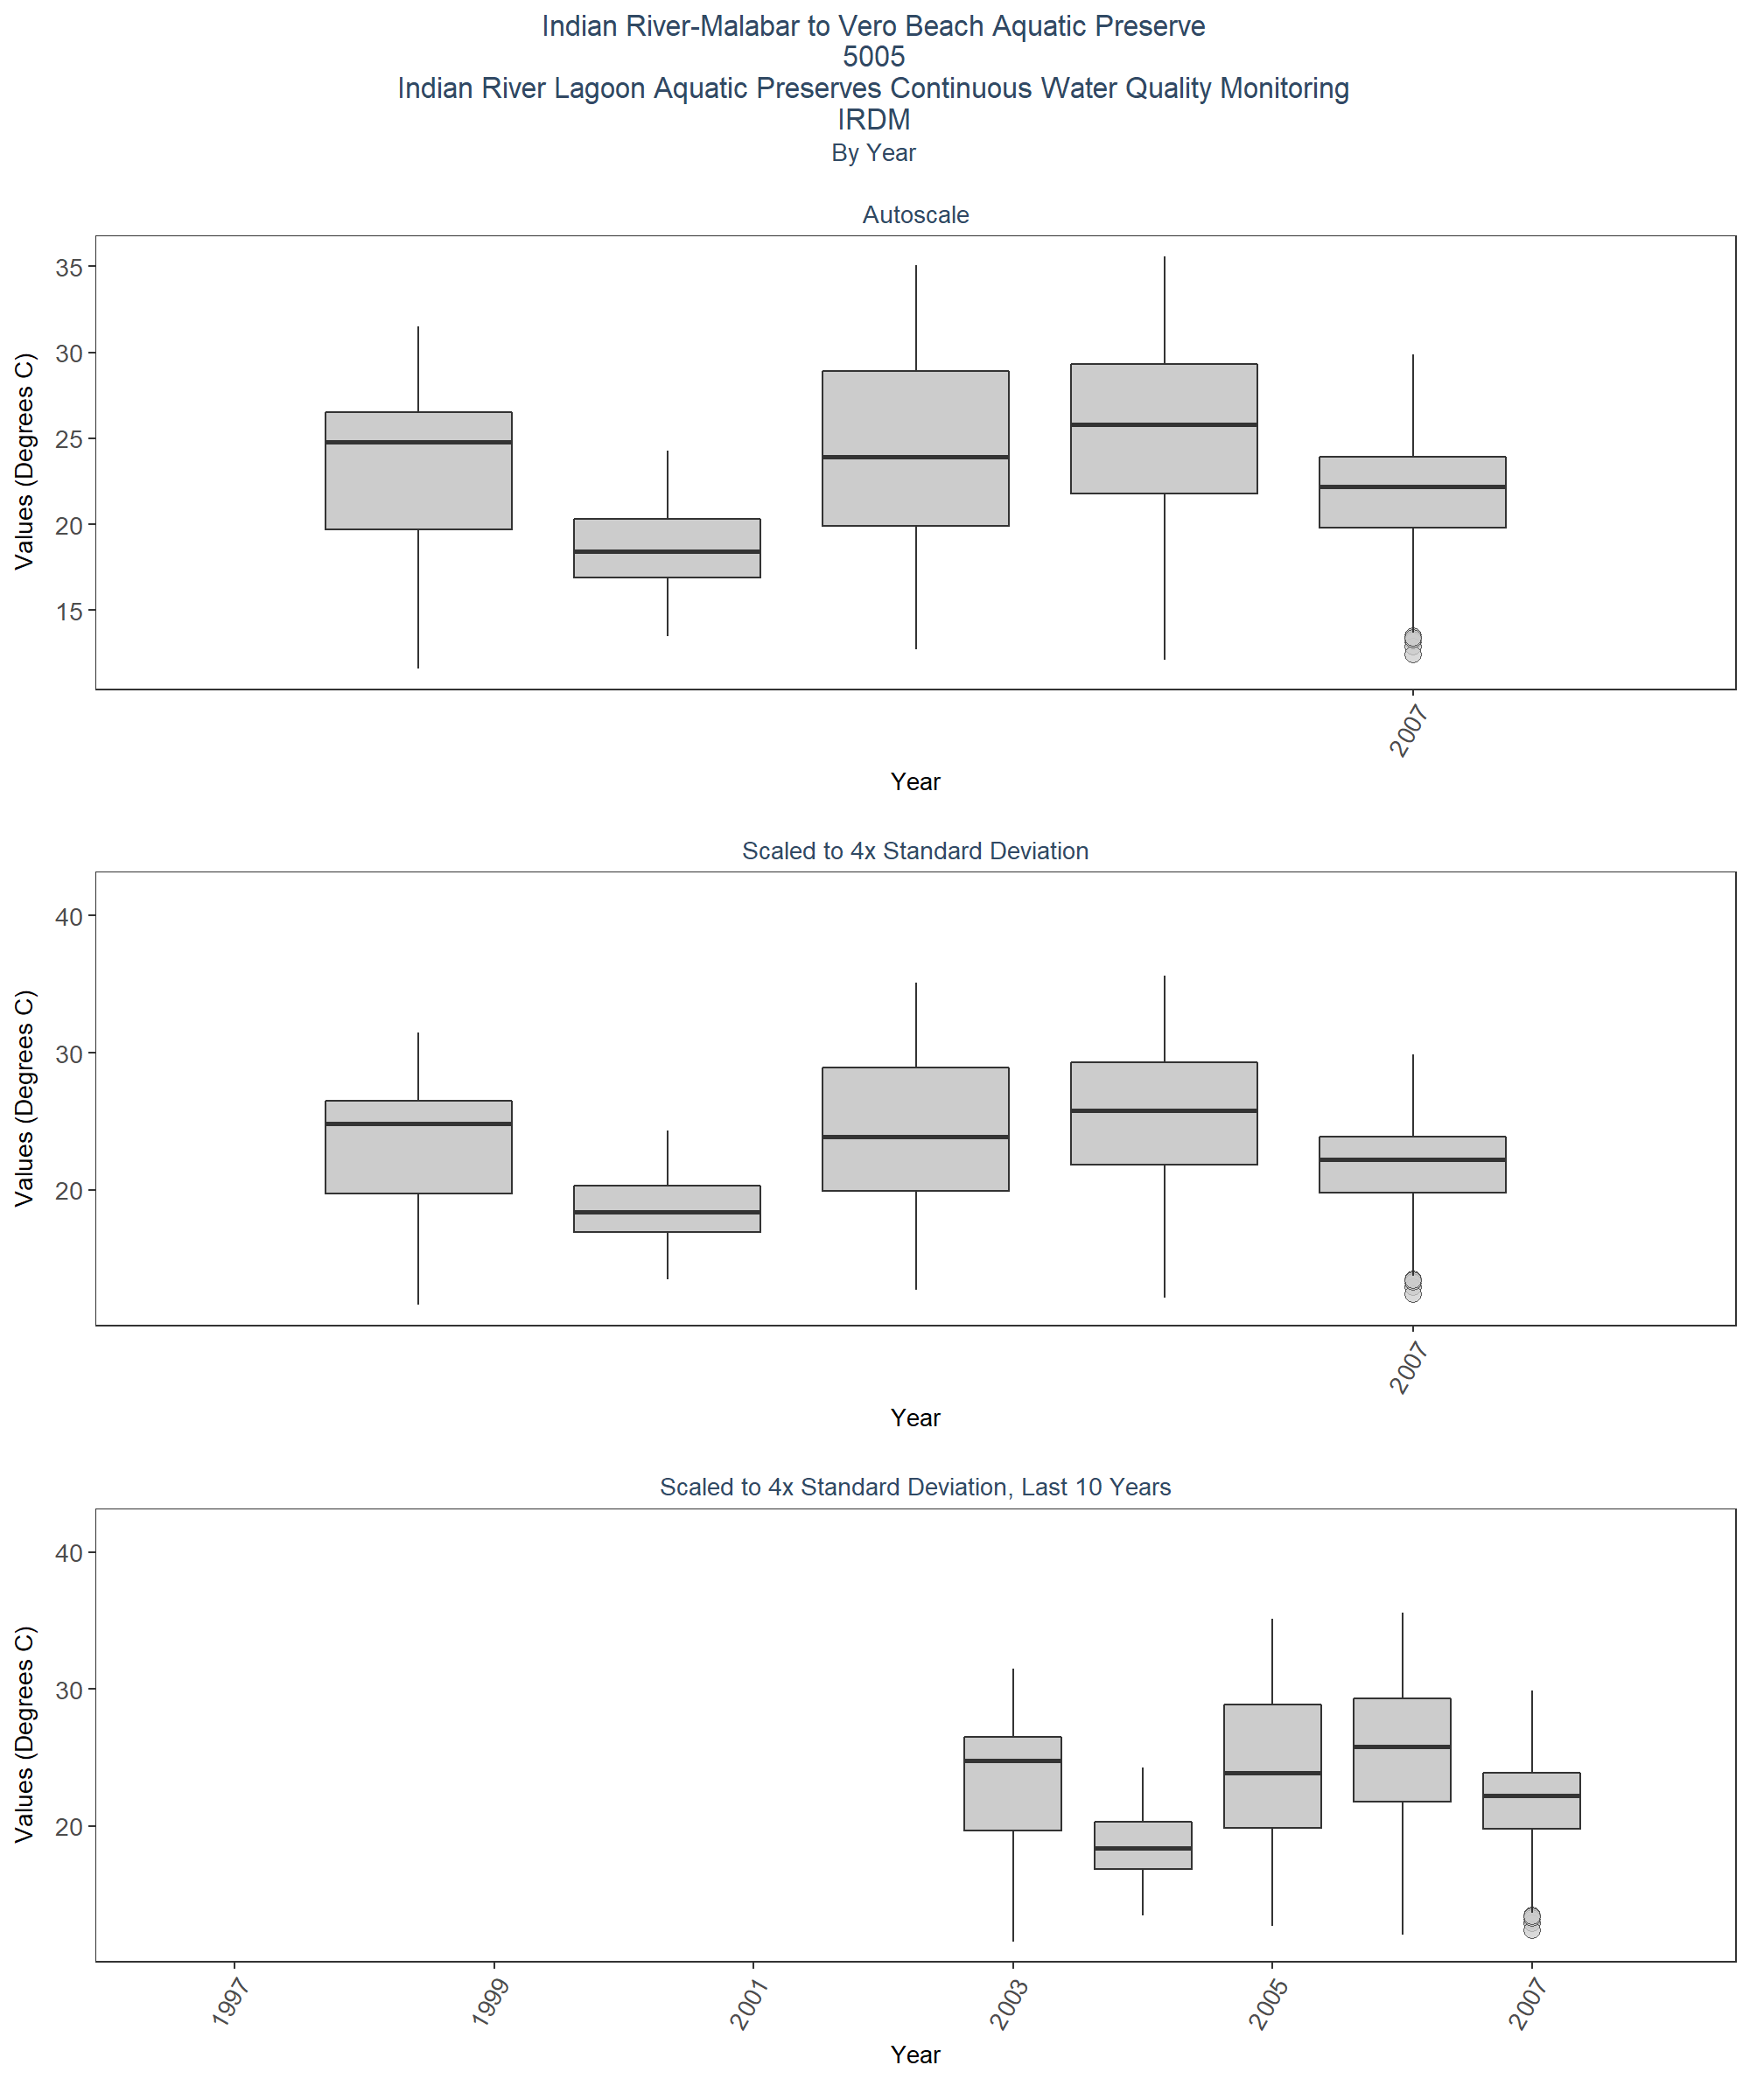 Indian River-Malabar to Vero Beach Aquatic Preserve
5005
Indian River Lagoon Aquatic Preserves Continuous Water Quality Monitoring
IRDM
By Year
Autoscale
Values (Degrees C)
35
30
25
20
15
2007
Year
Scaled to 4x Standard Deviation
Values (Degrees C)
40
30
20
2007
Year
Scaled to 4x Standard Deviation, Last 10 Years
Values (Degrees C)
40
30
20
1997
1999
2001
2003
2005
2007
Year